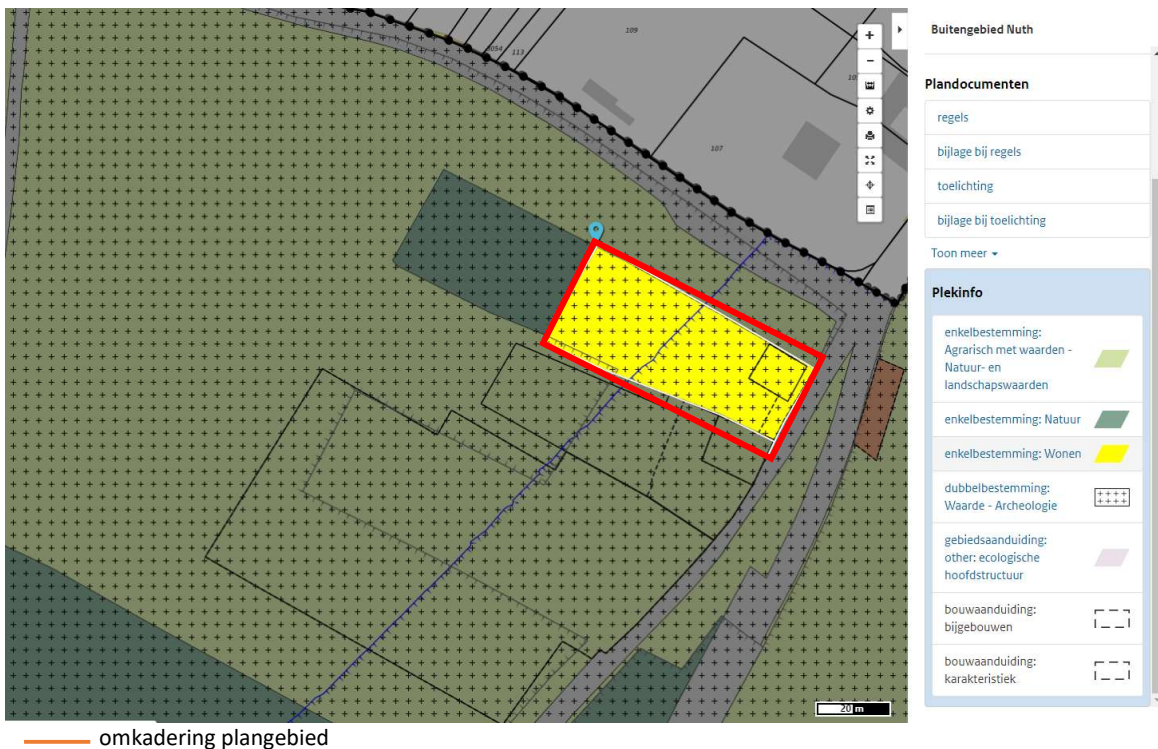 109
3054
113
107
+
−
20 m
omkadering plangebied
Buitengebied Nuth
Plandocumenten
regels
bijlage bij regels
toelichting
bijlage bij toelichting
Toon meer
Plekinfo
enkelbestemming:
Agrarisch met waarden -
Natuur- en
landschapswaarden
enkelbestemming: Natuur
enkelbestemming: Wonen
dubbelbestemming:
Waarde - Archeologie
gebiedsaanduiding:
other: ecologische
hoofdstructuur
bouwaanduiding:
bijgebouwen
bouwaanduiding:
karakteristiek